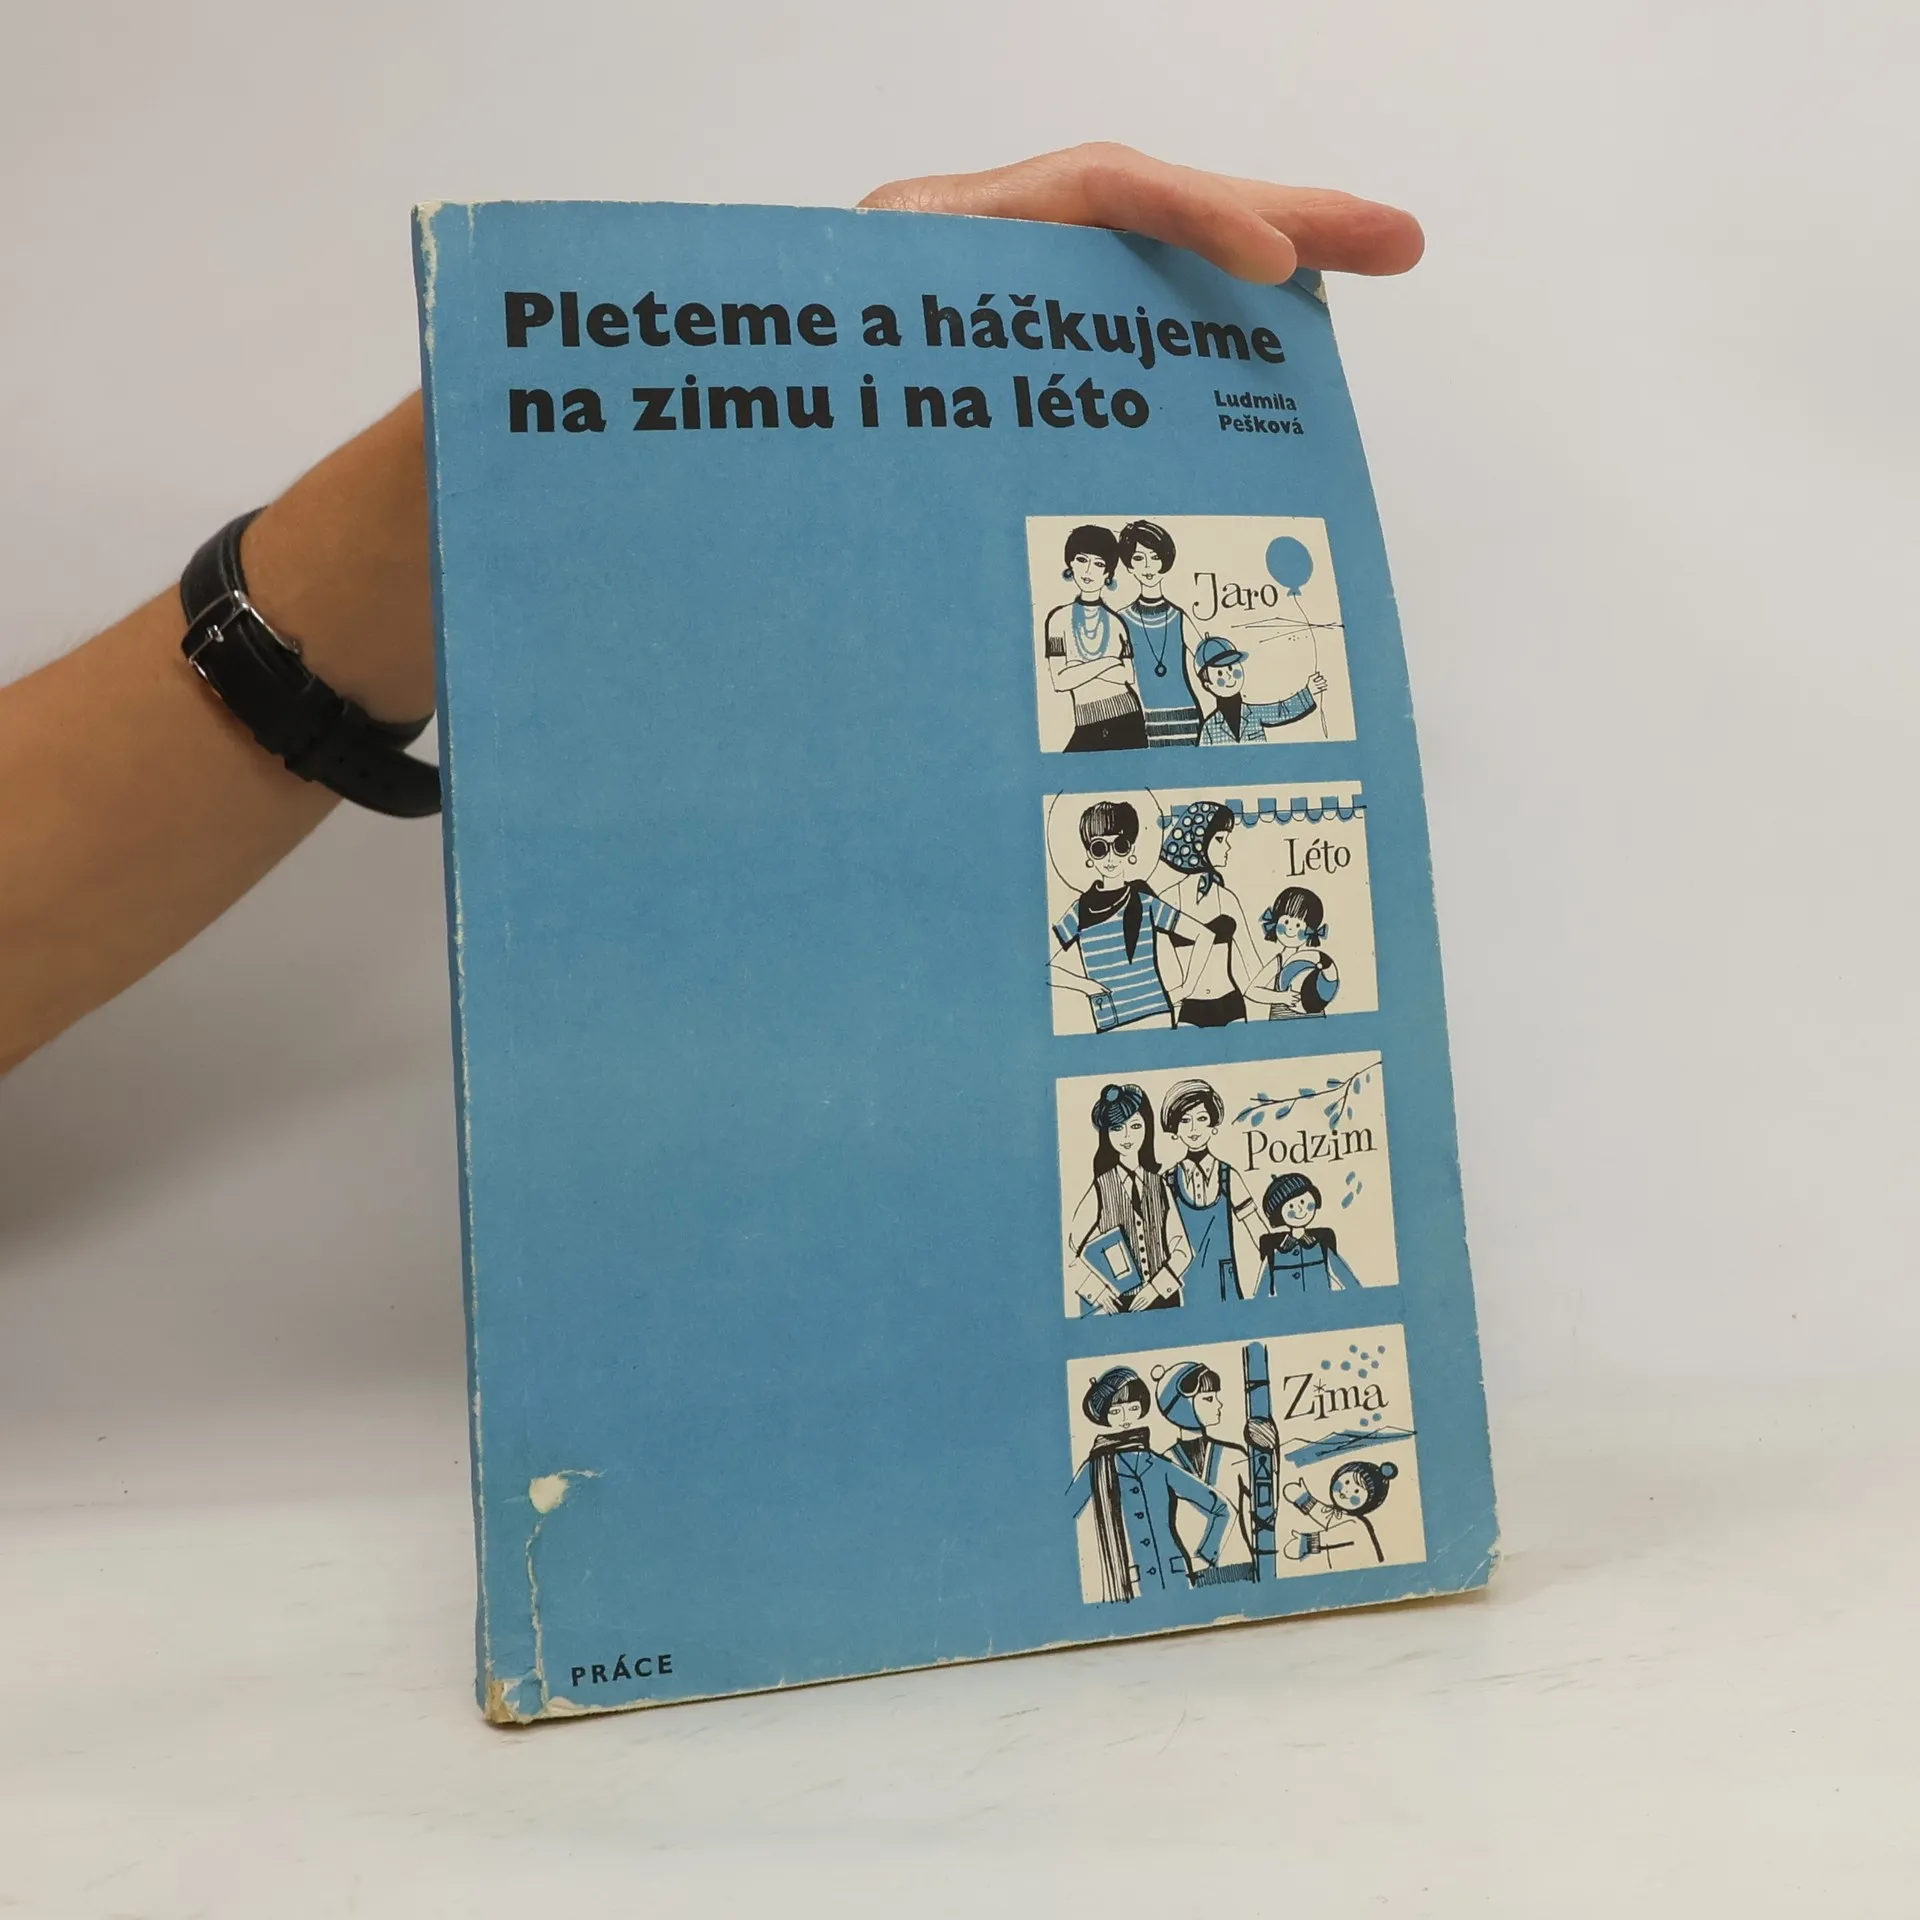 Pleteme a háčkujeme
na zimu i na léto
Ludmila
Pešková
Jaro
Léto
Podzim
Zima
PRÁCE